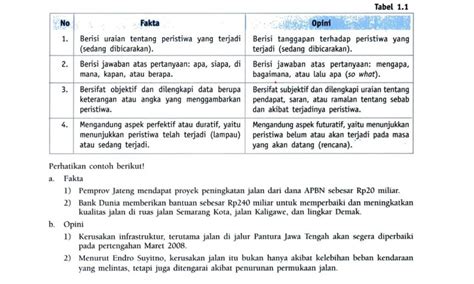 Tabel 1.1
No Fakta Opini
1. Berisi uraian tentang peristiwa yang terjadi Berisi tanggapan terhadap peristiwa yang
(sedang dibicarakan). terjadi (sedang dibicarakan).
2. Berisi jawaban atas pertanyaan: apa, siapa, di Berisi jawaban atas pertanyaan: mengapa,
mana, kapan, atau berapa. bagaimana, atau lalu apa (so what).
3. Bersifat objektif dan dilengkapi data berupa Bersifat subjektif dan dilengkapi uraian tentang
keterangan atau angka yang menggambarkan pendapat, saran, atau ramalan tentang sebab
peristiwa. dan akibat terjadinya peristiwa.
4. Mengandung aspek perfektif atau duratif, yaitu Mengandung aspek futuratif, yaitu menunjukkan
menunjukkan peristiwa telah terjadi (lampau) peristiwa belum atau akan terjadi pada masa
atau sedang terjadi. yang akan datang (rencana).
Perhatikan contoh berikut!
a. Fakta
1) Pemprov Jateng mendapat proyek peningkatan jalan dari dana APBN sebesar Rp20 miliar.
2) Bank Dunia memberikan bantuan sebesar Rp240 miliar untuk memperbaiki dan meningkatkan
kualitas jalan di ruas jalan Semarang Kota, jalan Kaligawe, dan lingkar Demak.
b. Opini
1) Kerusakan infrastruktur, terutama jalan di jalur Pantura Jawa Tengah akan segera diperbaiki
pada pertengahan Maret 2008.
2) Menurut Endro Suyitno, kerusakan jalan itu bukan hanya akibat kelebihan beban kendaraan
yang melintas, tetapi juga ditengarai akibat penurunan permukaan jalan.